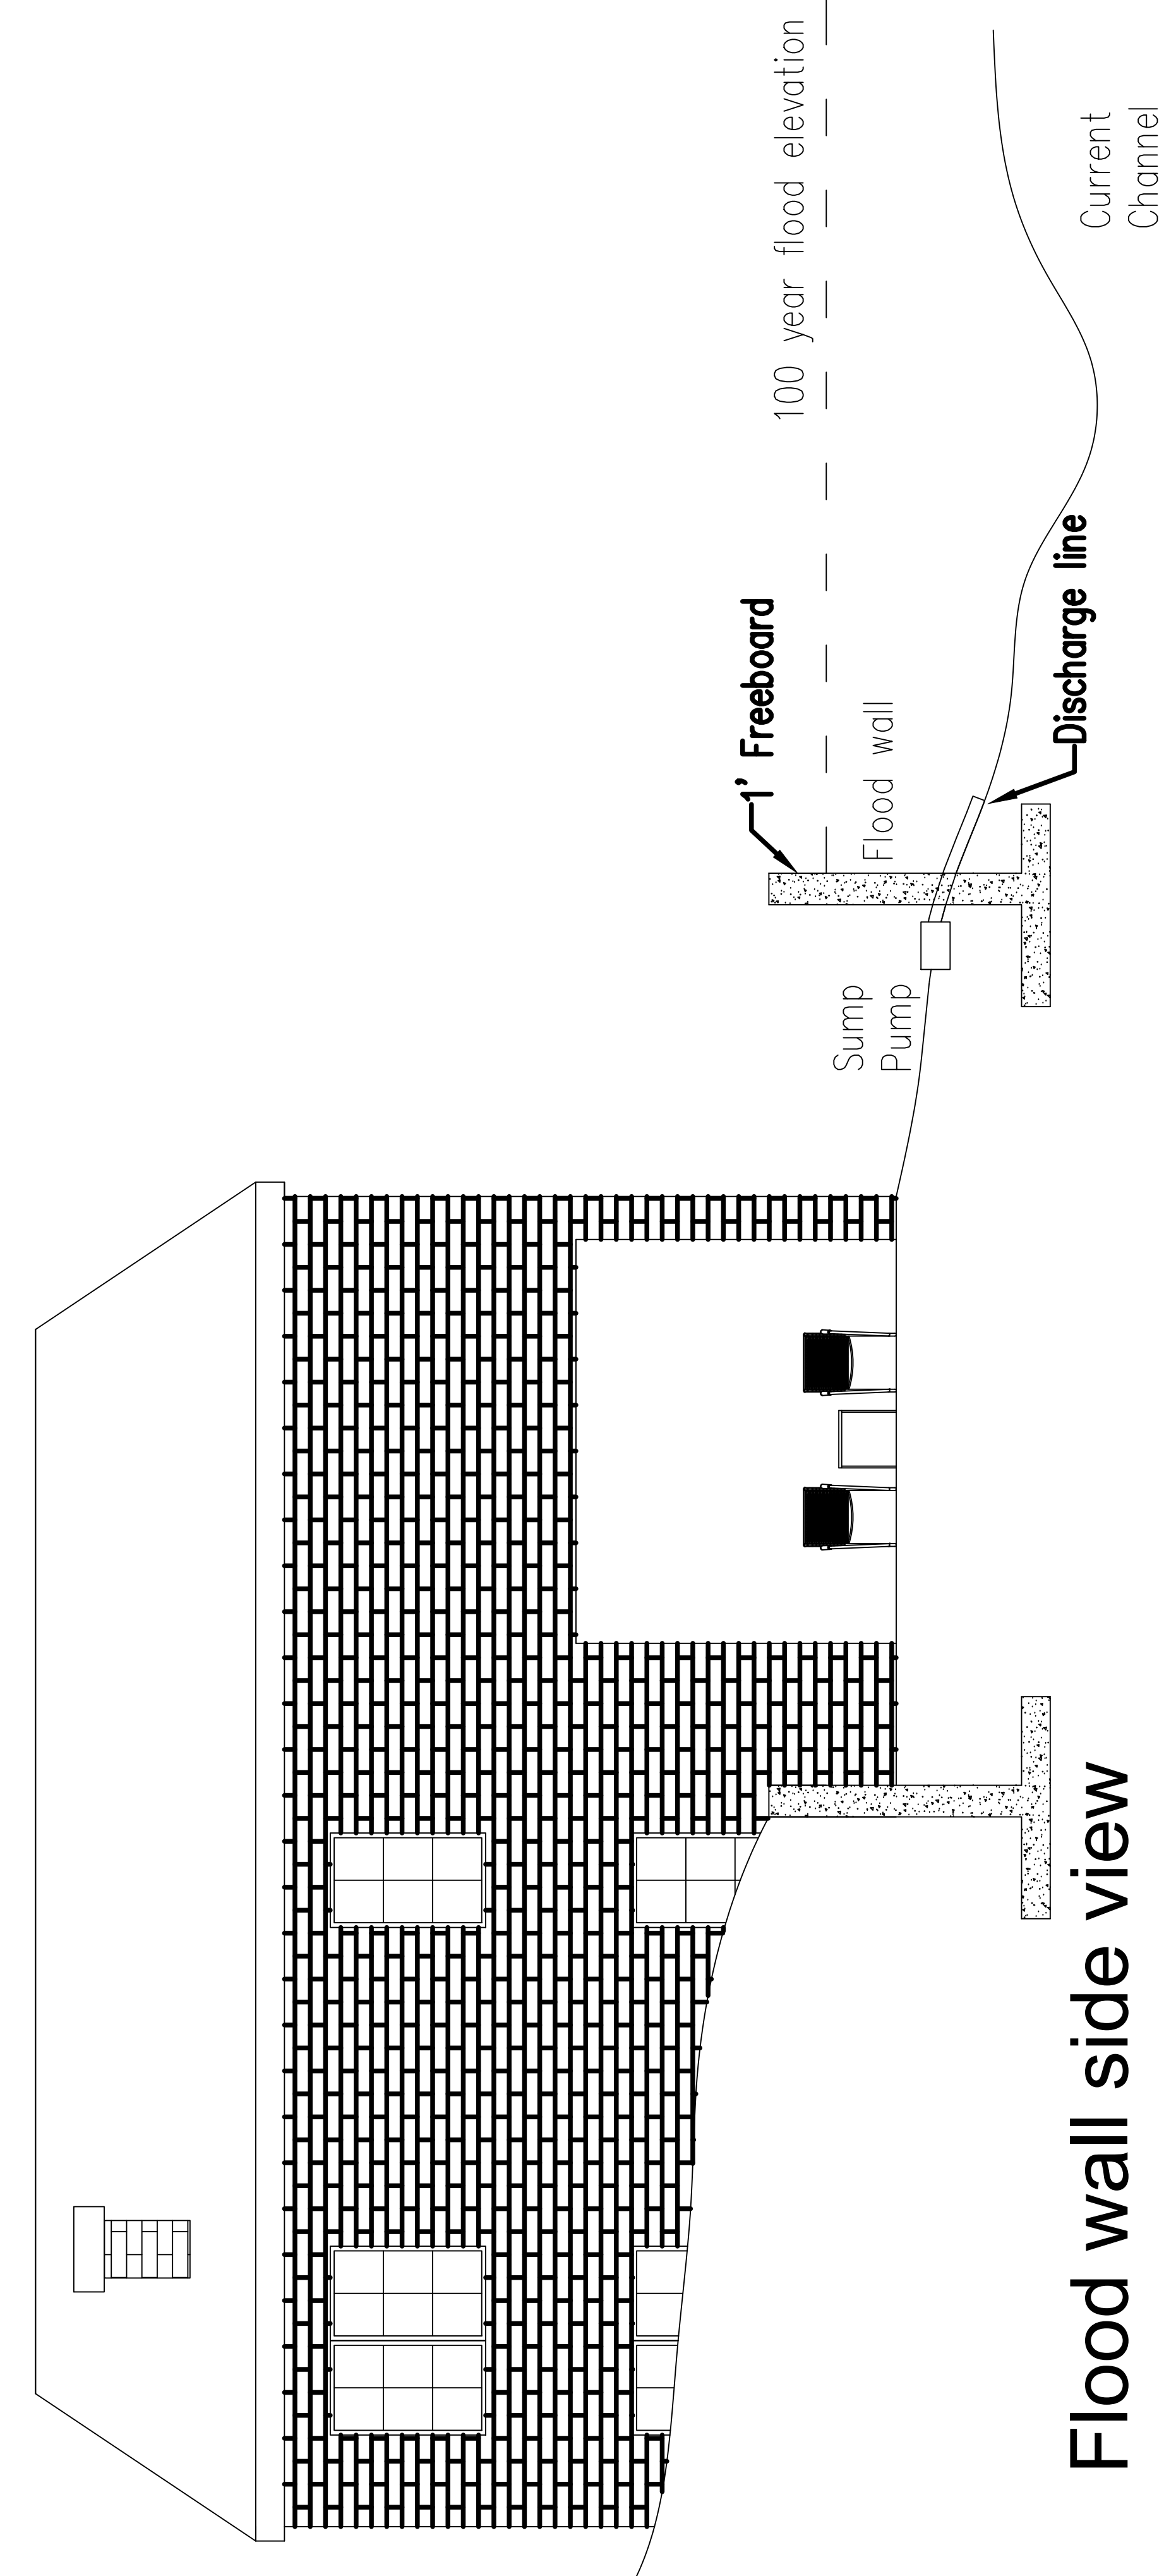 100 year flood elevation
1' Freeboard
Flood wall
Sump
Pump
Discharge line
Current
Channel
Flood wall side view